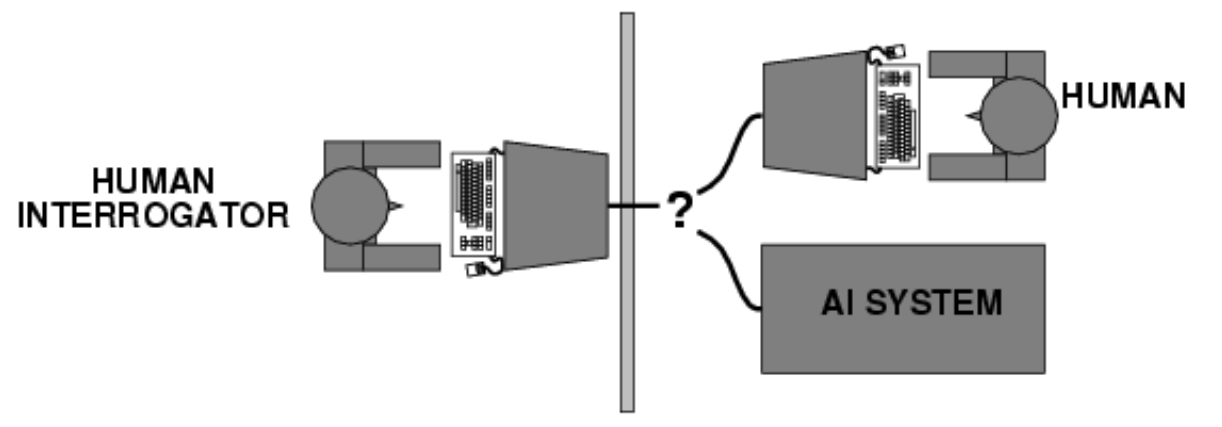 HUMAN
INTERROGATOR
?
HUMAN
AI SYSTEM